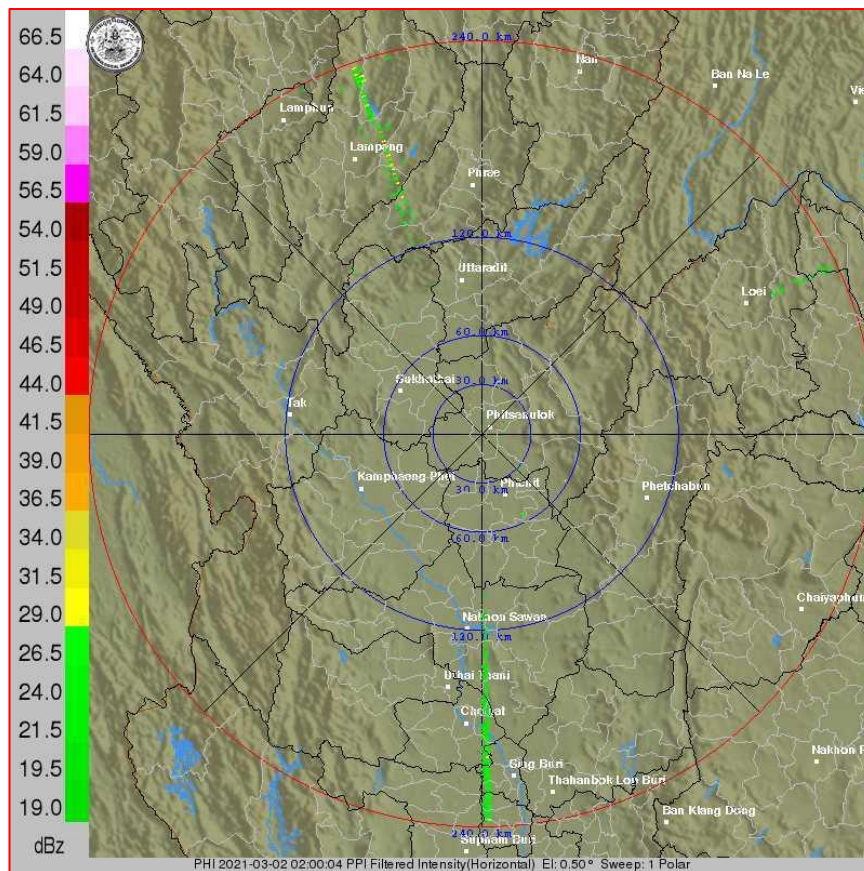 66.5
64.0
61.5
59.0
56.5
54.0
51.5
49.0
46.5
44.0
41.5
39.0
36.5
34.0
31.5
29.0
26.5
24.0
21.5
19.5
19.0
dBz
240.0 km
Nan
Ban Na Le
Vie
Lamphun
Lampang
Phrae
120.0 km
Uttaradit
Loei
60.0 km
30.0 km
Sukhothai
Tak
Phitsanulok
Kamphaeng Phet
30.0 km
Phichit
Phetchabun
60.0 km
Chaiyaphum
Nakhon Sawan
120.0 km
Uthai Thani
Chainat
Sing Buri
Nakhon R
Thahanbok Lop Buri
Ban Klang Dong
240.0 km
Suphan Buri
PHI 2021-03-02 02:00:04 PPI Filtered Intensity(Horizontal) El: 0.50° Sweep: 1 Polar